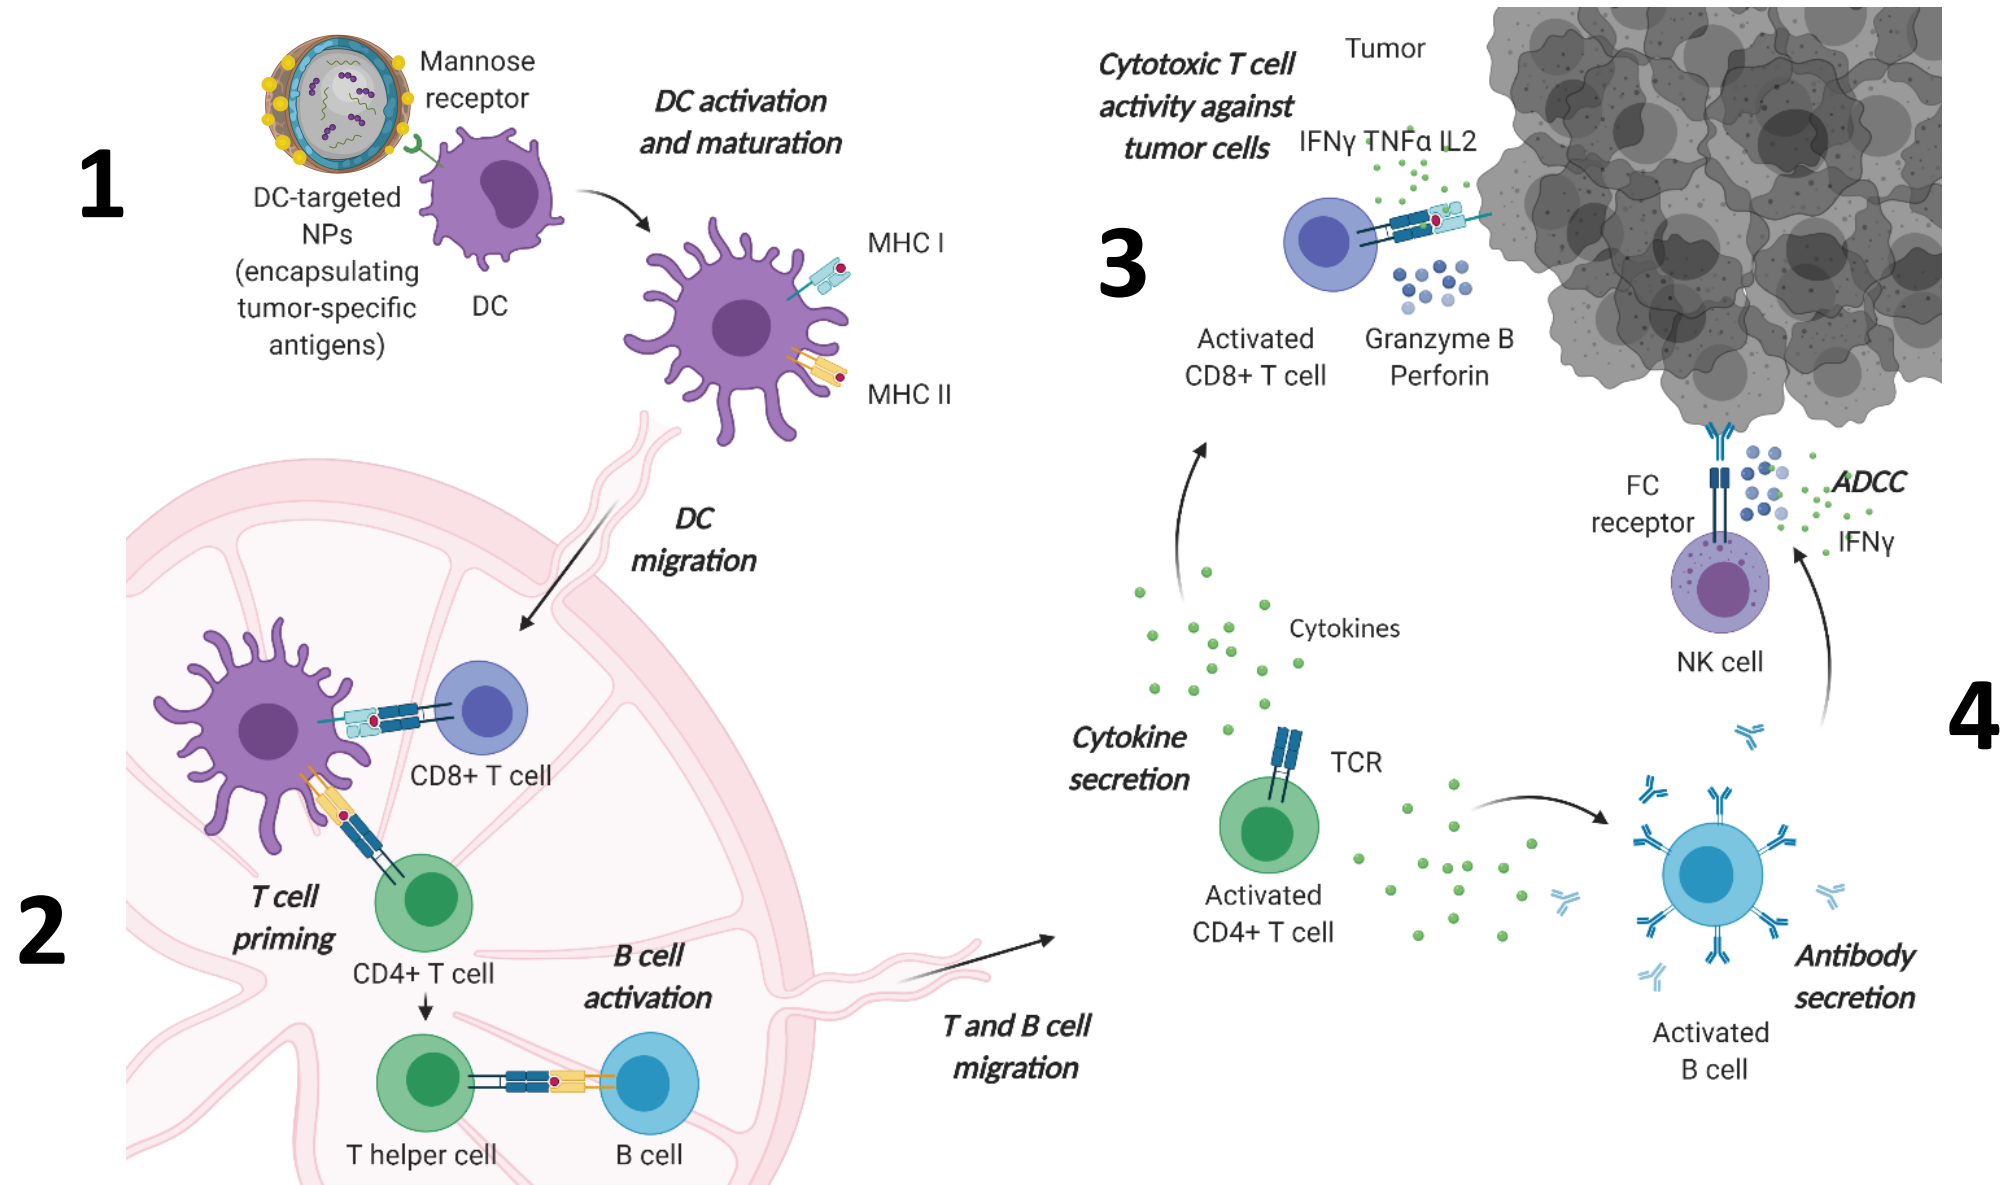 1
Mannose
receptor
DC-targeted
NPs
(encapsulating
tumor-specific
antigens)
DC
DC activation
and maturation
MHC I
MHC II
DC
migration
2
CD8+ T cell
T cell
priming
CD4+ T cell
B cell
activation
T helper cell
B cell
T and B cell
migration
3
Cytotoxic T cell
activity against
tumor cells
Tumor
IFNγ TNFα IL2
Activated
CD8+ T cell
Granzyme B
Perforin
Cytokines
Cytokine
secretion
TCR
Activated
CD4+ T cell
4
FC
receptor
ADCC
IFNγ
NK cell
Antibody
secretion
Activated
B cell